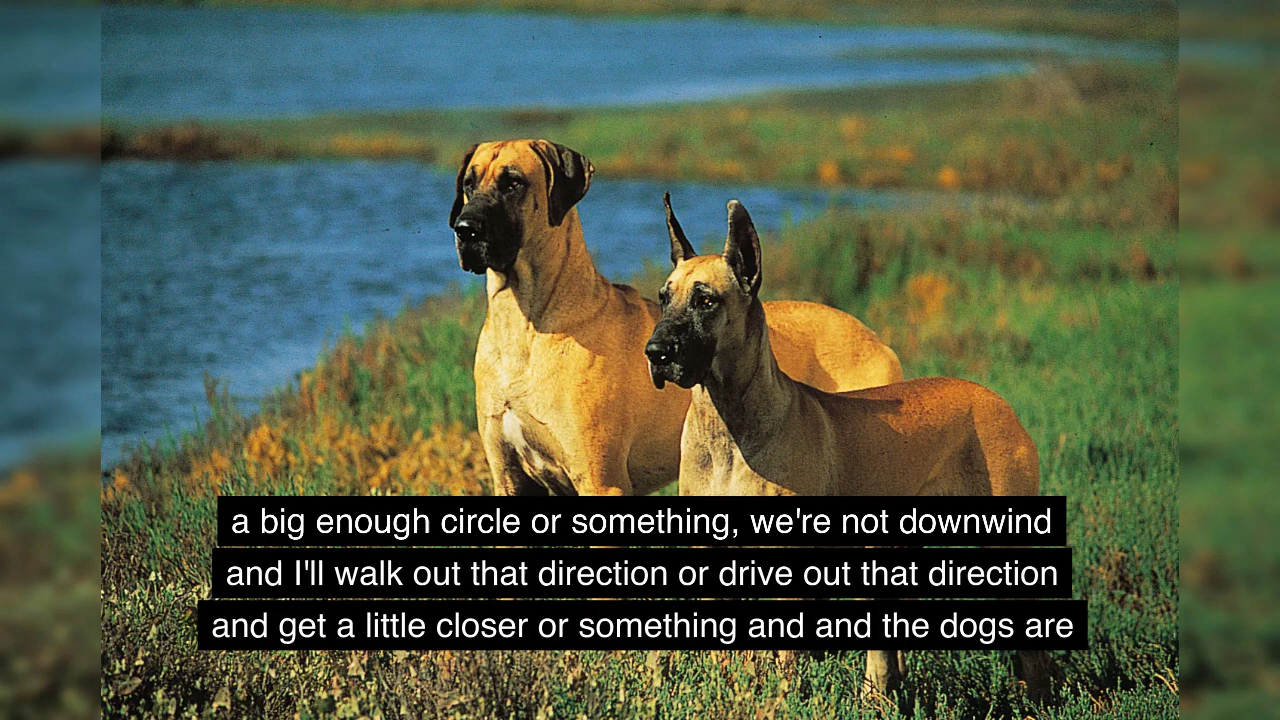 a big enough circle or something, we're not downwind
and I'll walk out that direction or drive out that direction
and get a little closer or something and and the dogs are